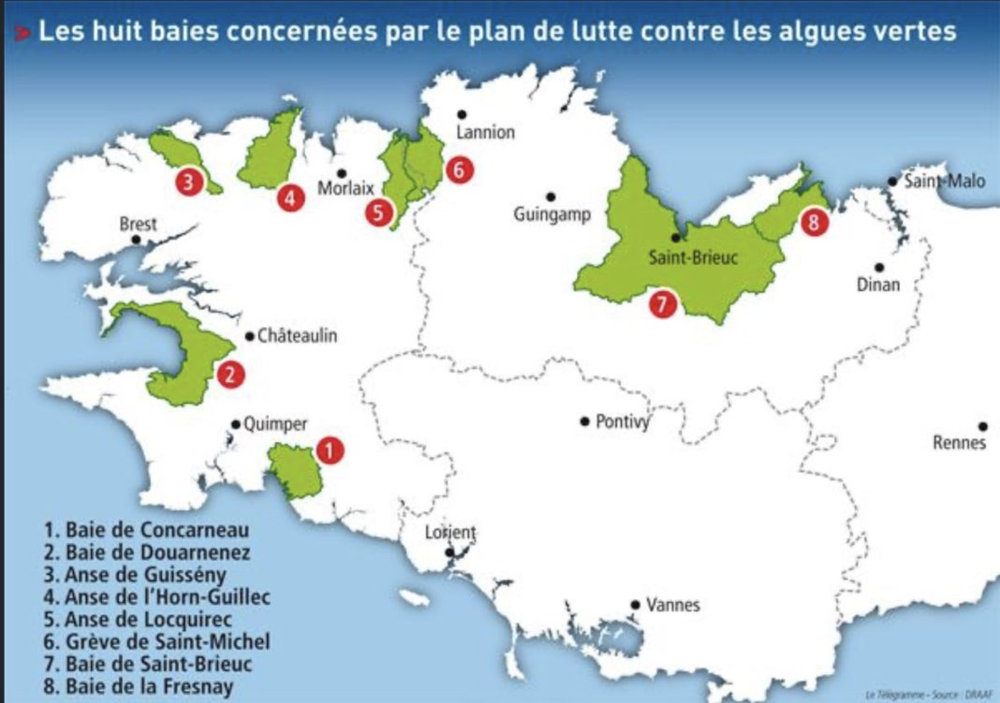 Les huit baies concernées par le plan de lutte contre les algues vertes
Lannion
Saint-Malo
3
6
Morlaix
4
5
Guingamp
8
Brest
Saint-Brieuc
Dinan
7
Châteaulin
2
Quimper
Pontivy
Rennes
1
Lorient
Vannes
1. Baie de Concarneau
2. Baie de Douarnenez
3. Anse de Guissény
4. Anse de l'Horn-Guillec
5. Anse de Locquirec
6. Grève de Saint-Michel
7. Baie de Saint-Brieuc
8. Baie de la Fresnay
Le Télégramme - Source : DRAAF